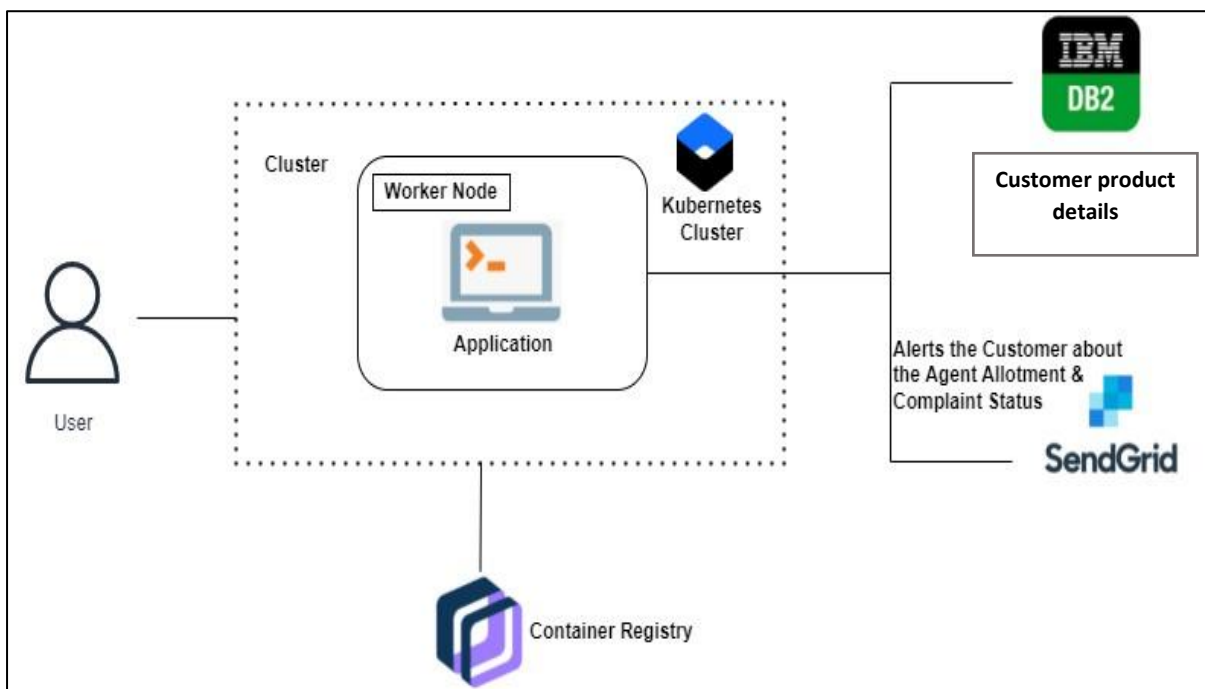 IBM
DB2
Cluster
Worker Node
Kubernetes
Cluster
Customer product
details
Application
User
Alerts the Customer about
the Agent Allotment &
Complaint Status
SendGrid
Container Registry